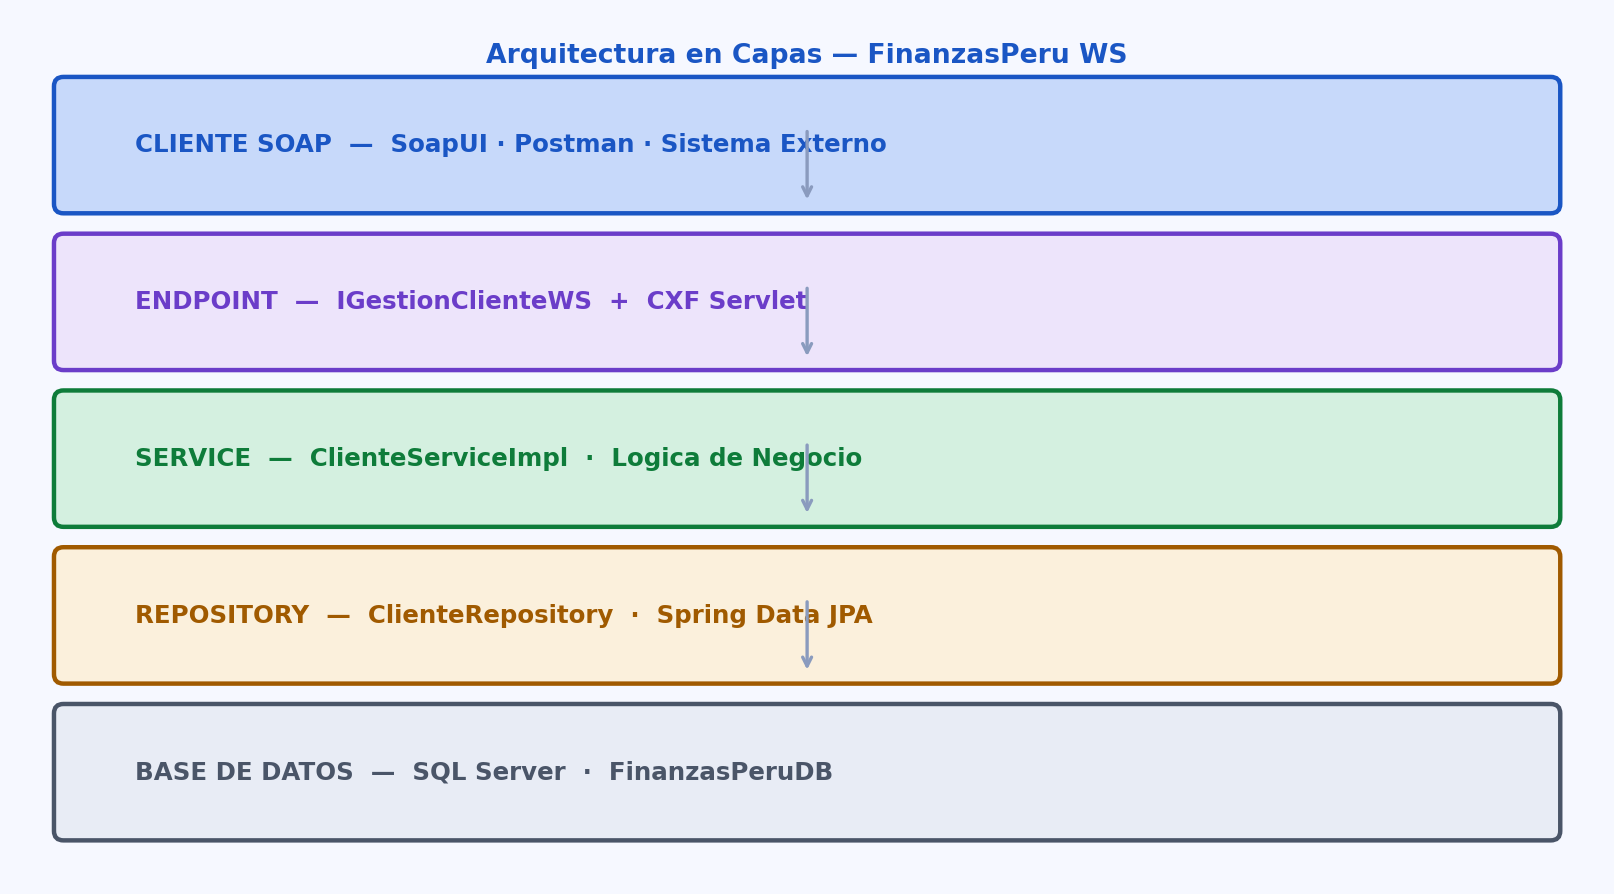 Arquitectura en Capas — FinanzasPeru WS
CLIENTE SOAP — SoapUI · Postman · Sistema Externo
ENDPOINT — IGestionClienteWS + CXF Servlet
SERVICE — ClienteServiceImpl · Logica de Negocio
REPOSITORY — ClienteRepository · Spring Data JPA
BASE DE DATOS — SQL Server · FinanzasPeruDB